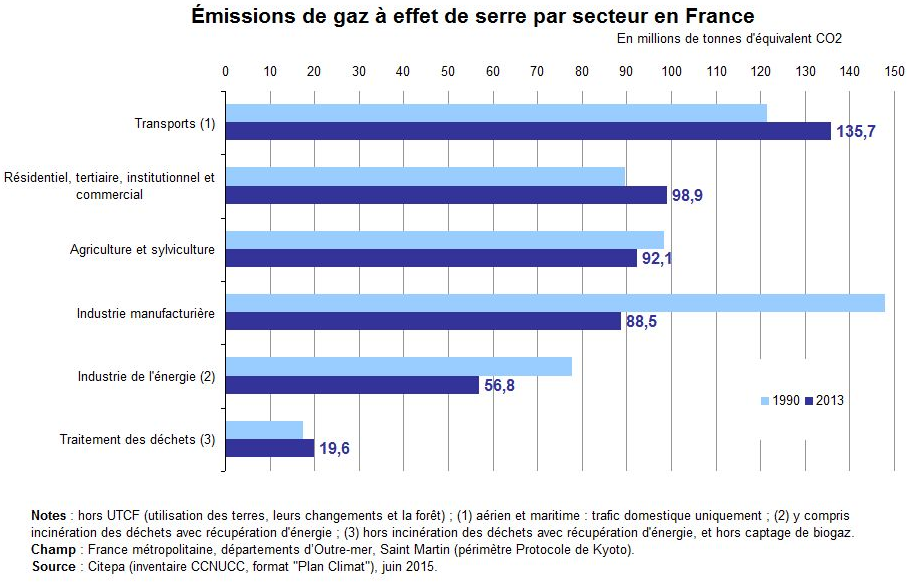 Émissions de gaz à effet de serre par secteur en France
En millions de tonnes d'équivalent CO2
0 10 20 30 40 50 60 70 80 90 100 110 120 130 140 150
Transports (1)
135,7
Résidentiel, tertiaire, institutionnel et
commercial
98,9
Agriculture et sylviculture
92,1
Industrie manufacturière
88,5
Industrie de l'énergie (2)
56,8
1990 2013
Traitement des déchets (3)
19,6
Notes : hors UTCF (utilisation des terres, leurs changements et la forêt) ; (1) aérien et maritime : trafic domestique uniquement ; (2) y compris
incinération des déchets avec récupération d'énergie ; (3) hors incinération des déchets avec récupération d'énergie, et hors captage de biogaz.
Champ : France métropolitaine, départements d'Outre-mer, Saint Martin (périmètre Protocole de Kyoto).
Source : Citepa (inventaire CCNUCC, format "Plan Climat"), juin 2015.